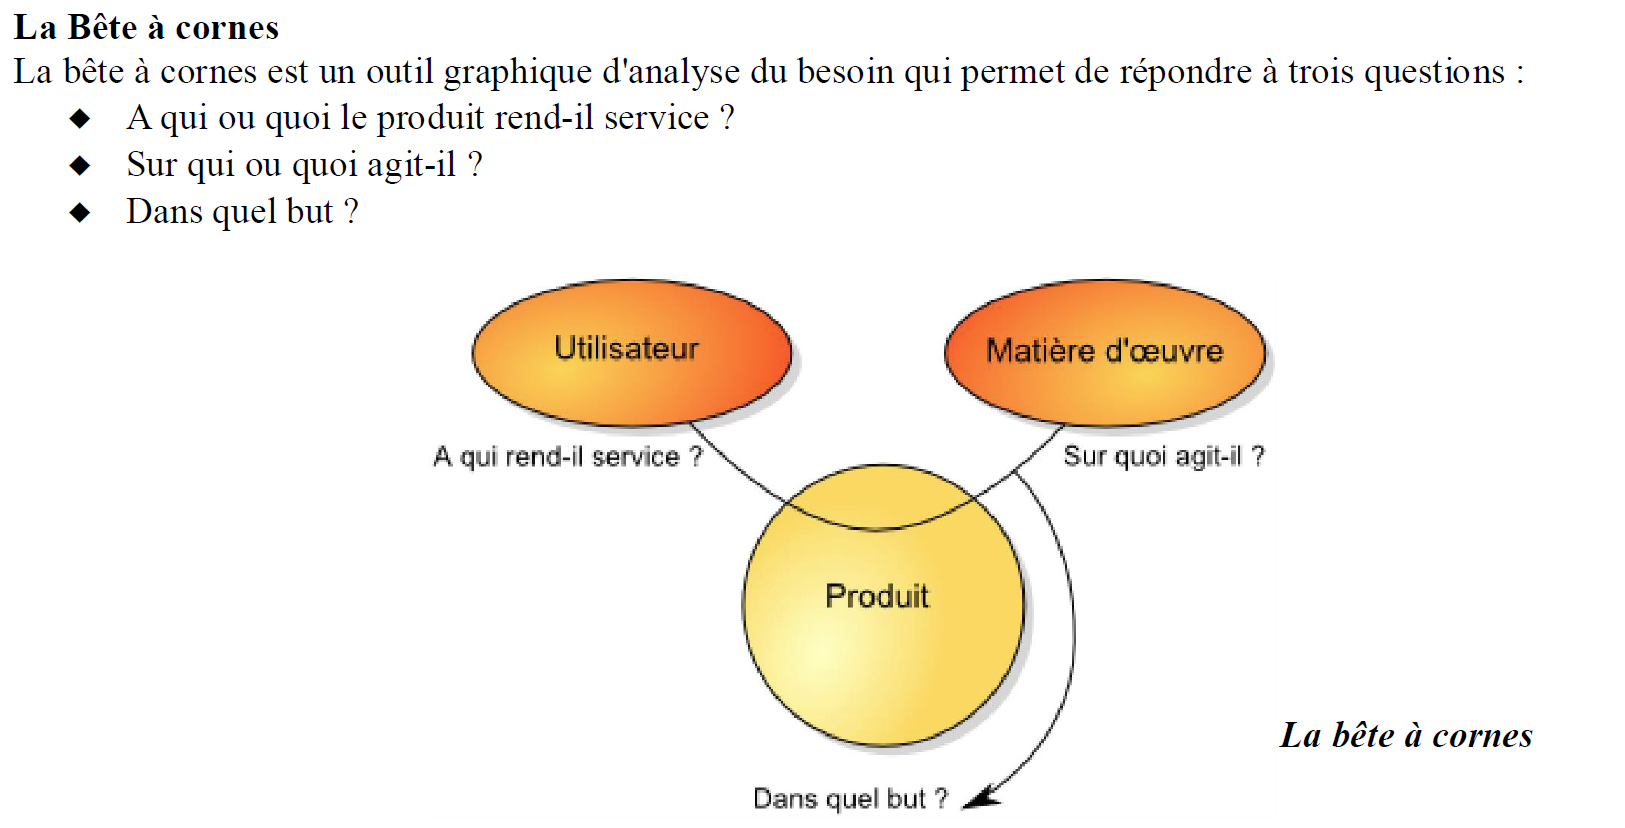 La Bête à cornes
La bête à cornes est un outil graphique d'analyse du besoin qui permet de répondre à trois questions :
◆ A qui ou quoi le produit rend-il service ?
◆ Sur qui ou quoi agit-il ?
◆ Dans quel but ?
Utilisateur
Matière d'œuvre
A qui rend-il service ?
Sur quoi agit-il ?
Produit
La bête à cornes
Dans quel but ?